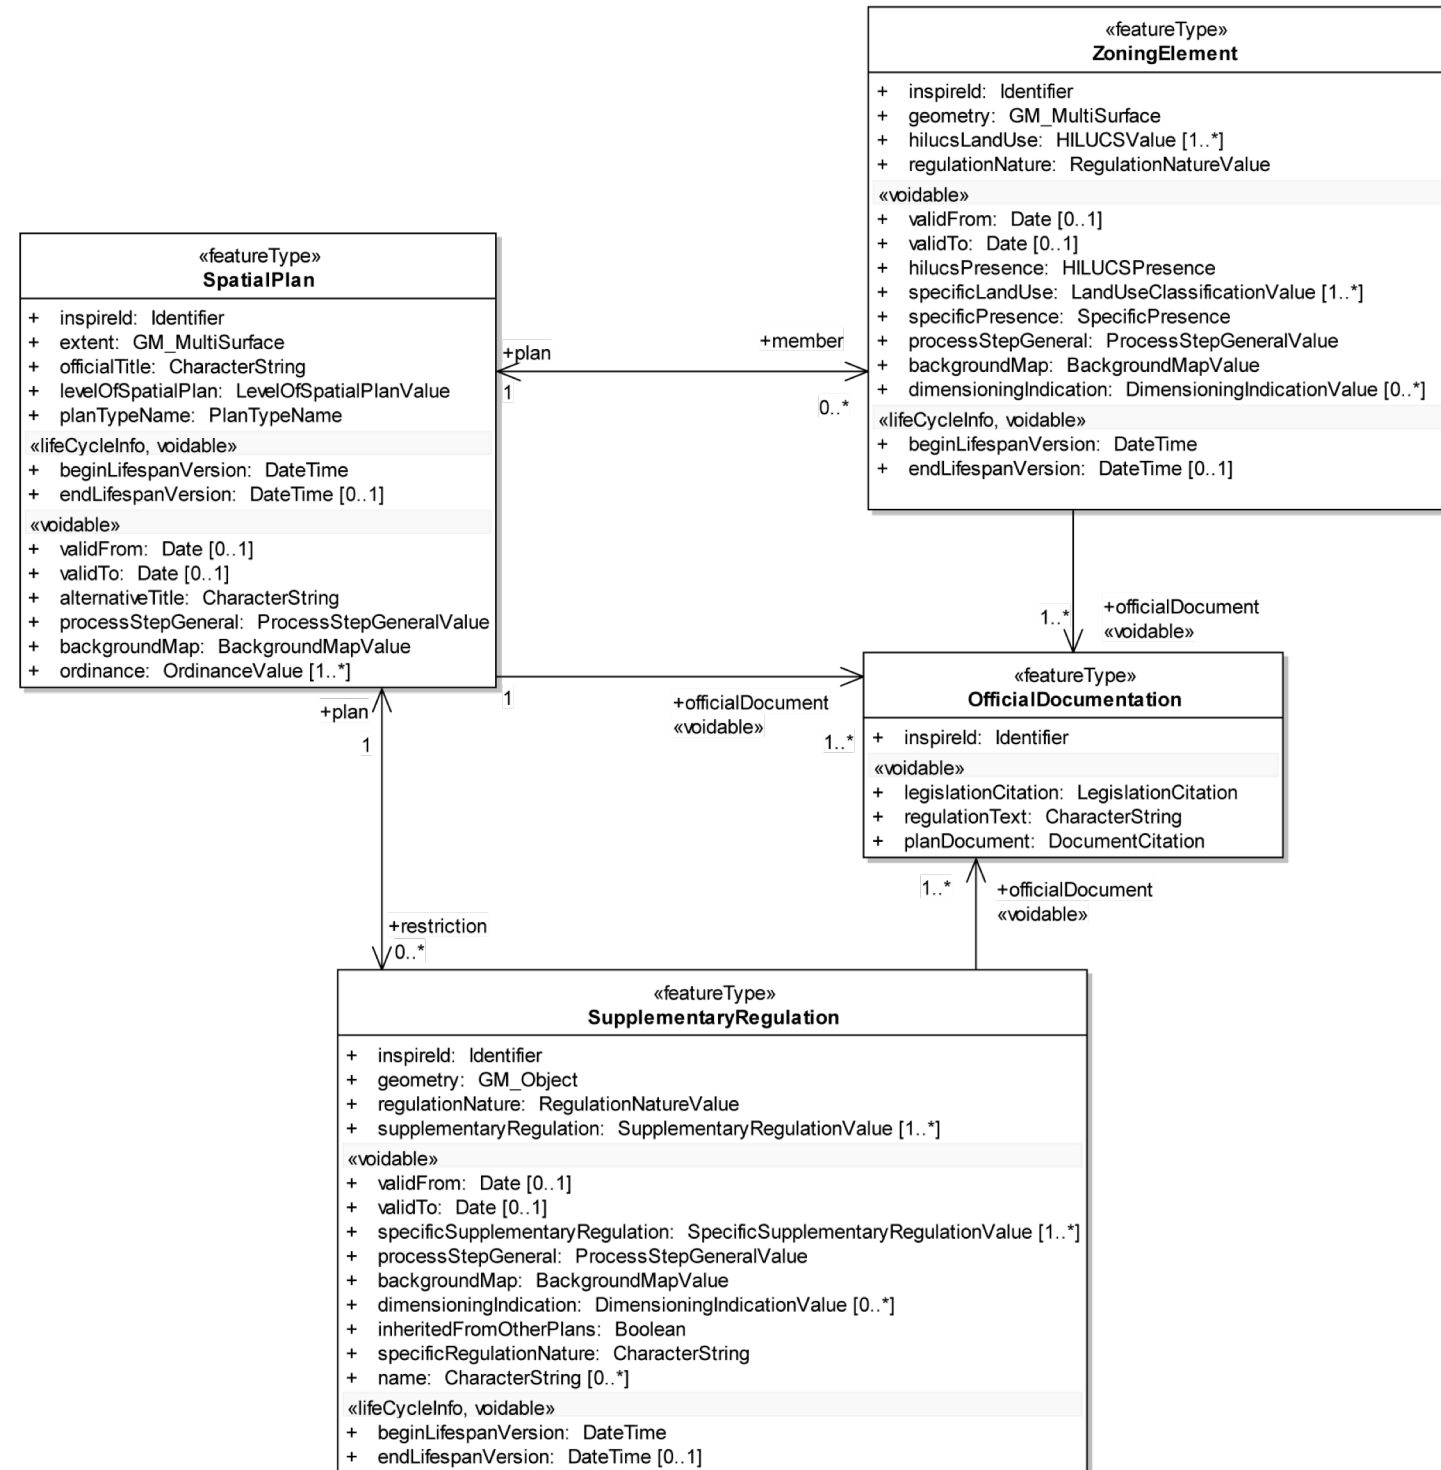 «featureType»
ZoningElement
+ inspireId: Identifier
+ geometry: GM_MultiSurface
+ hilucsLandUse: HILUCSValue [1..*]
+ regulationNature: RegulationNatureValue
«voidable»
+ validFrom: Date [0..1]
+ validTo: Date [0..1]
+ hilucsPresence: HILUCSPresence
+ specificLandUse: LandUseClassificationValue [1..*]
+ specificPresence: SpecificPresence
+ processStepGeneral: ProcessStepGeneralValue
+ backgroundMap: BackgroundMapValue
+ dimensioningIndication: DimensioningIndicationValue [0..*]
«lifeCycleInfo, voidable»
+ beginLifespanVersion: DateTime
+ endLifespanVersion: DateTime [0..1]
«featureType»
SpatialPlan
+ inspireId: Identifier
+ extent: GM_MultiSurface
+ officialTitle: CharacterString
+ levelOfSpatialPlan: LevelOfSpatialPlanValue
+ planTypeName: PlanTypeName
«lifeCycleInfo, voidable»
+ beginLifespanVersion: DateTime
+ endLifespanVersion: DateTime [0..1]
«voidable»
+ validFrom: Date [0..1]
+ validTo: Date [0..1]
+ alternativeTitle: CharacterString
+ processStepGeneral: ProcessStepGeneralValue
+ backgroundMap: BackgroundMapValue
+ ordinance: OrdinanceValue [1..*]
+plan
1
+member
0..*
1..*
+officialDocument
«voidable»
1
+officialDocument
«voidable»
1..*
«featureType»
OfficialDocumentation
+ inspireId: Identifier
«voidable»
+ legislationCitation: LegislationCitation
+ regulationText: CharacterString
+ planDocument: DocumentCitation
+plan
1
+restriction
0..*
1..*
+officialDocument
«voidable»
«featureType»
SupplementaryRegulation
+ inspireId: Identifier
+ geometry: GM_Object
+ regulationNature: RegulationNatureValue
+ supplementaryRegulation: SupplementaryRegulationValue [1..*]
«voidable»
+ validFrom: Date [0..1]
+ validTo: Date [0..1]
+ specificSupplementaryRegulation: SpecificSupplementaryRegulationValue [1..*]
+ processStepGeneral: ProcessStepGeneralValue
+ backgroundMap: BackgroundMapValue
+ dimensioningIndication: DimensioningIndicationValue [0..*]
+ inheritedFromOtherPlans: Boolean
+ specificRegulationNature: CharacterString
+ name: CharacterString [0..*]
«lifeCycleInfo, voidable»
+ beginLifespanVersion: DateTime
+ endLifespanVersion: DateTime [0..1]